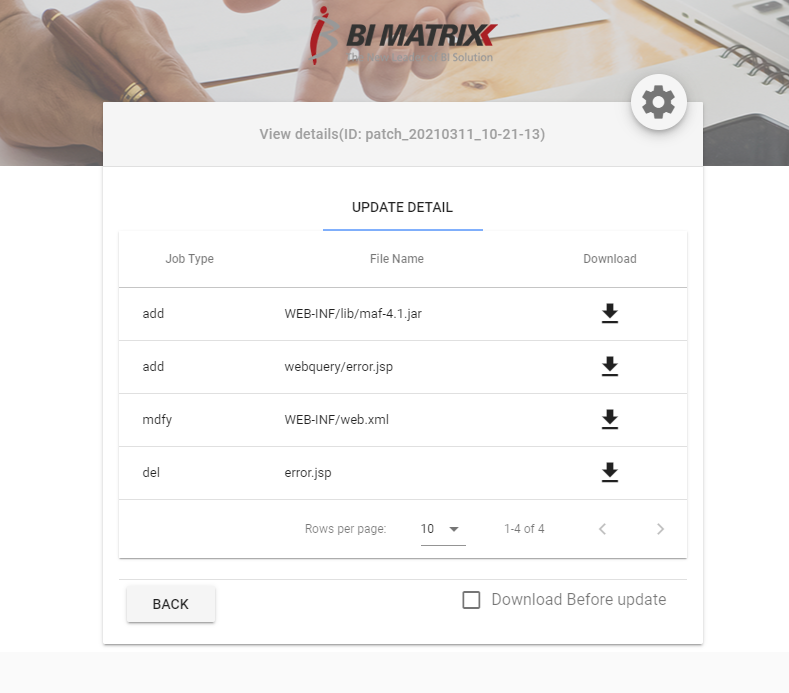 BI MATRIX
BI Solution
View details(ID: patch_20210311_10-21-13)
UPDATE DETAIL
Job Type File Name Download
add WEB-INF/lib/maf-4.1.jar
add webquery/error.jsp
mdfy WEB-INF/web.xml
del error.jsp
Rows per page: 10 1-4 of 4
BACK Download Before update